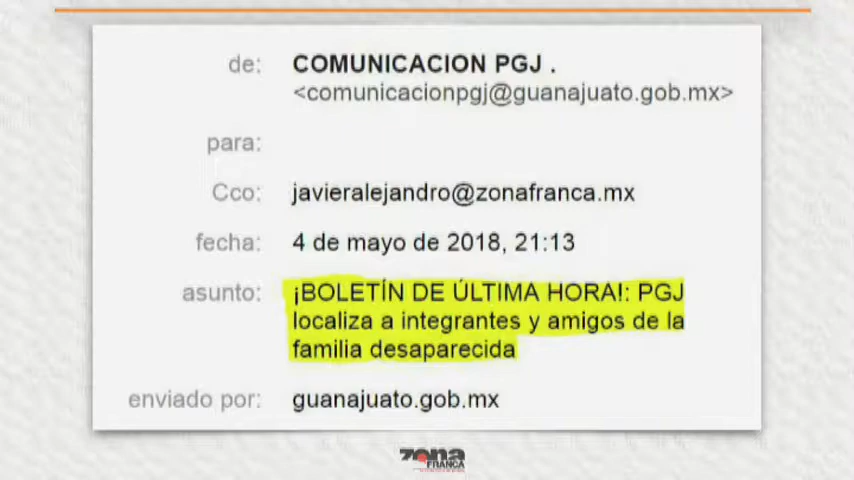 de: COMUNICACION PGJ .
<comunicacionpgj@guanajuato.gob.mx>
para:
Cco: javieralejandro@zonafranca.mx
fecha: 4 de mayo de 2018, 21:13
asunto: ¡BOLETÍN DE ÚLTIMA HORA!: PGJ
localiza a integrantes y amigos de la
familia desaparecida
enviado por: guanajuato.gob.mx
zona
FRANCA